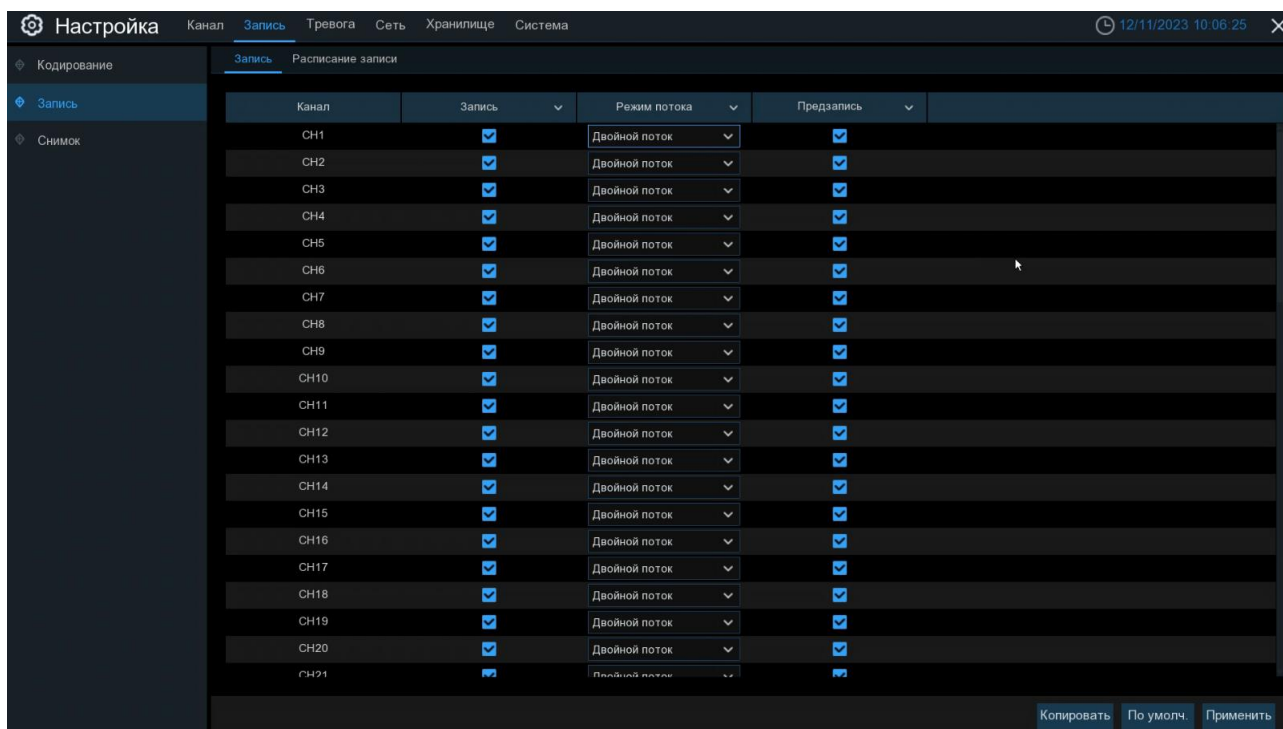 Настройка Канал Запись Тревога Сеть Хранилище Система 12/11/2023 10:06:25
Кодирование
Запись
Снимок
Запись Расписание записи
Канал Запись Режим потока Предзапись
CH1 Двойной поток
CH2 Двойной поток
CH3 Двойной поток
CH4 Двойной поток
CH5 Двойной поток
CH6 Двойной поток
CH7 Двойной поток
CH8 Двойной поток
CH9 Двойной поток
CH10 Двойной поток
CH11 Двойной поток
CH12 Двойной поток
CH13 Двойной поток
CH14 Двойной поток
CH15 Двойной поток
CH16 Двойной поток
CH17 Двойной поток
CH18 Двойной поток
CH19 Двойной поток
CH20 Двойной поток
CH21 Двойной поток
Копировать По умолч. Применить